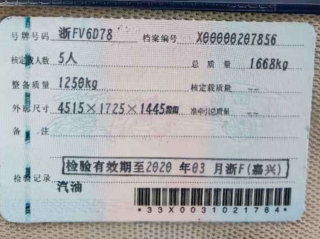 号牌号码 浙FV6D78 档案编号 X00000207856
核定载人数 5人 总质量 1668kg
整备质量 1250kg 核定载质量
外廓尺寸 4515×1725×1445mm 准牵引总质量
备注
检验有效期至2020年03月浙F(嘉兴)
检验记录
汽油
*33X0031021784*